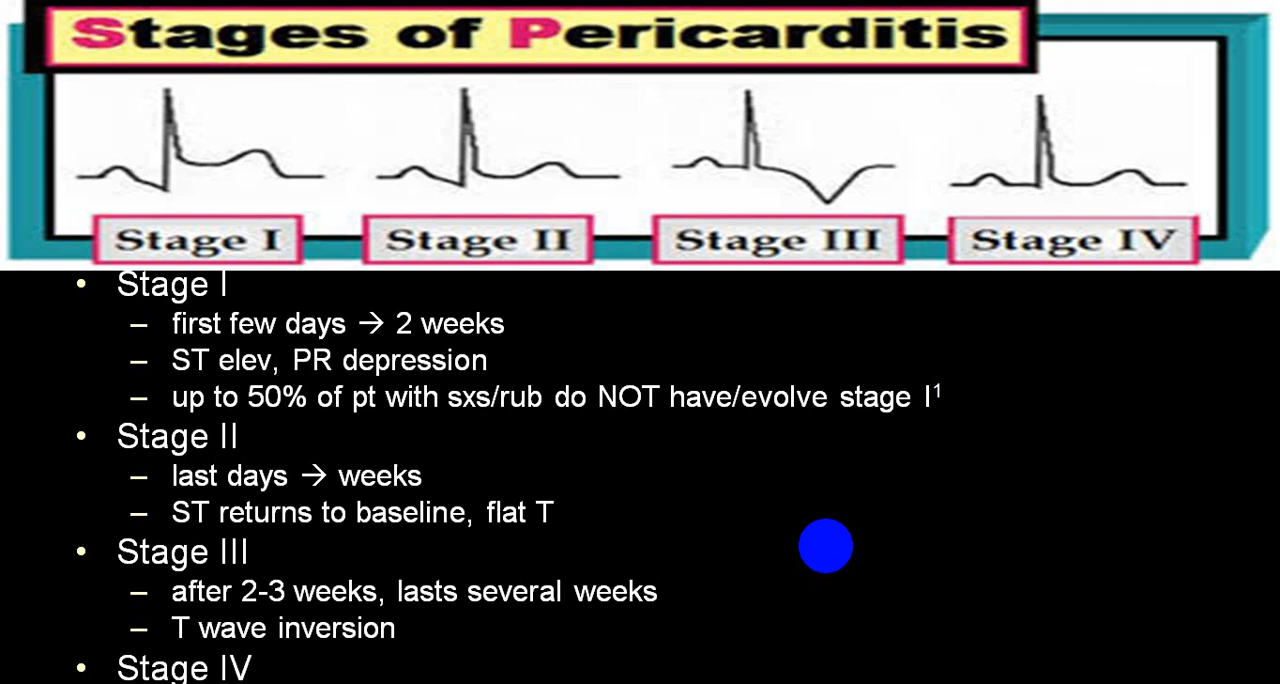 Stages of Pericarditis
Stage I
Stage II
Stage III
Stage IV
• Stage I
– first few days → 2 weeks
– ST elev, PR depression
– up to 50% of pt with sxs/rub do NOT have/evolve stage I¹
• Stage II
– last days → weeks
– ST returns to baseline, flat T
• Stage III
– after 2-3 weeks, lasts several weeks
– T wave inversion
• Stage IV